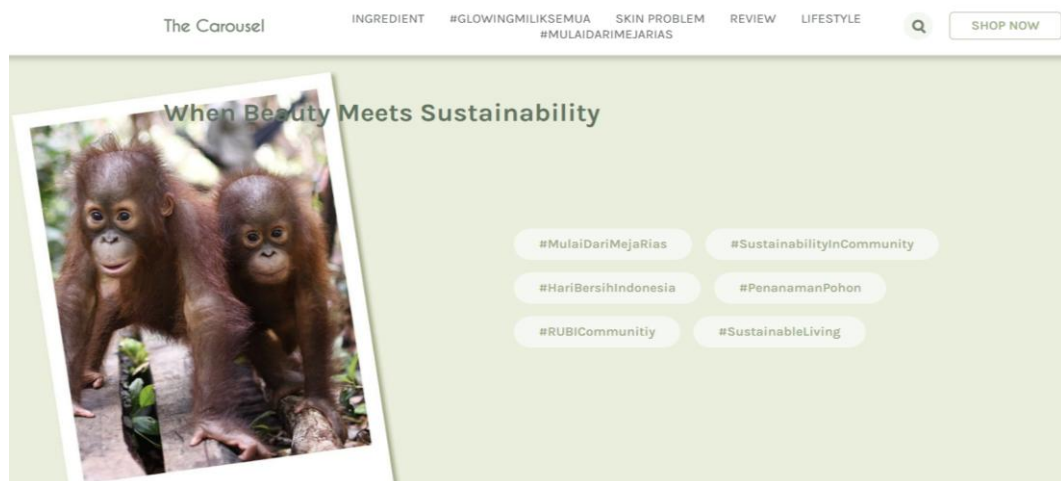 The Carousel
INGREDIENT #GLOWINGMILIKSEMUA SKIN PROBLEM REVIEW LIFESTYLE
#MULAIDARIMEJARIAS
SHOP NOW
When Beauty Meets Sustainability
#MulaiDariMejaRias #SustainabilityInCommunity
#HariBersihIndonesia #PenanamanPohon
#RUBICommunitiy #SustainableLiving